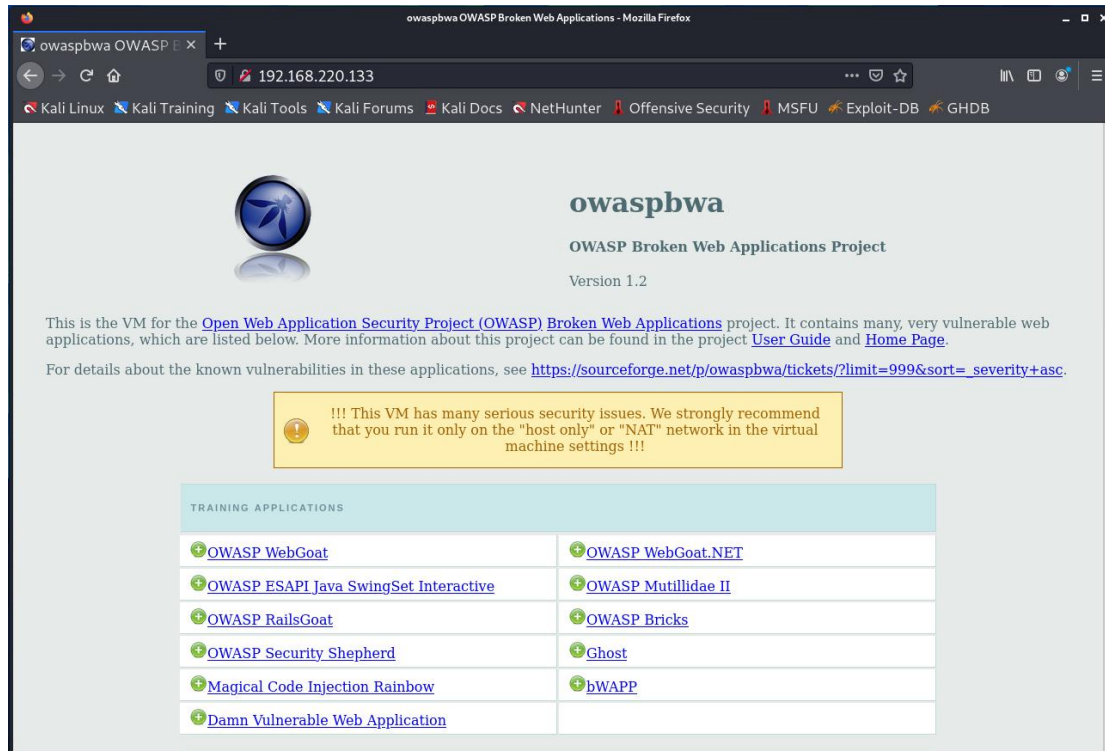 owaspbwa OWASP Broken Web Applications - Mozilla Firefox
owaspbwa OWASP B
192.168.220.133
Kali Linux Kali Training Kali Tools Kali Forums Kali Docs NetHunter Offensive Security MSFU Exploit-DB GHDB
owaspbwa
OWASP Broken Web Applications Project
Version 1.2
This is the VM for the Open Web Application Security Project (OWASP) Broken Web Applications project. It contains many, very vulnerable web
applications, which are listed below. More information about this project can be found in the project User Guide and Home Page.
For details about the known vulnerabilities in these applications, see https://sourceforge.net/p/owaspbwa/tickets/?limit=999&sort=_severity+asc.
!!! This VM has many serious security issues. We strongly recommend
that you run it only on the "host only" or "NAT" network in the virtual
machine settings !!!
TRAINING APPLICATIONS
OWASP WebGoat
OWASP WebGoat.NET
OWASP ESAPI Java SwingSet Interactive
OWASP Mutillidae II
OWASP RailsGoat
OWASP Bricks
OWASP Security Shepherd
Ghost
Magical Code Injection Rainbow
bWAPP
Damn Vulnerable Web Application